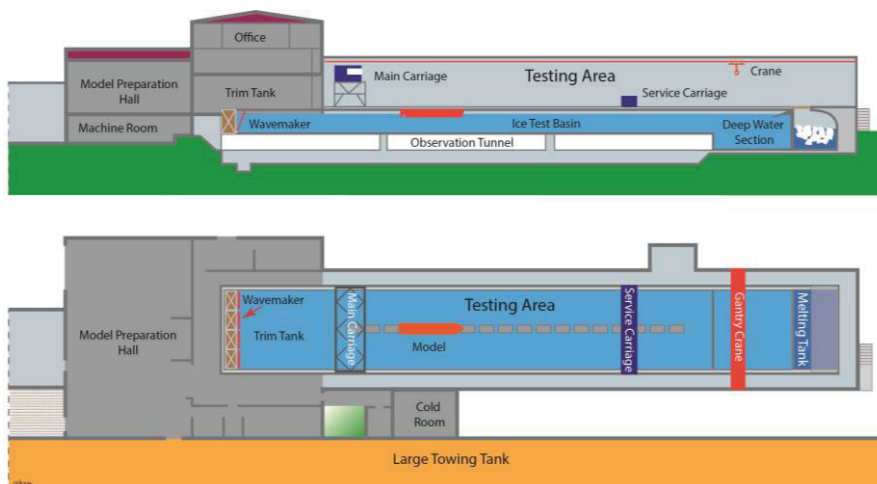 Office
Model Preparation
Hall
Trim Tank
Main Carriage
Testing Area
Crane
Service Carriage
Machine Room
Wavemaker
Ice Test Basin
Deep Water
Section
Observation Tunnel
Wavemaker
Model Preparation
Hall
Trim Tank
Main Carriage
Testing Area
Model
Service Carriage
Gantry Crane
Melting Tank
Cold
Room
Large Towing Tank